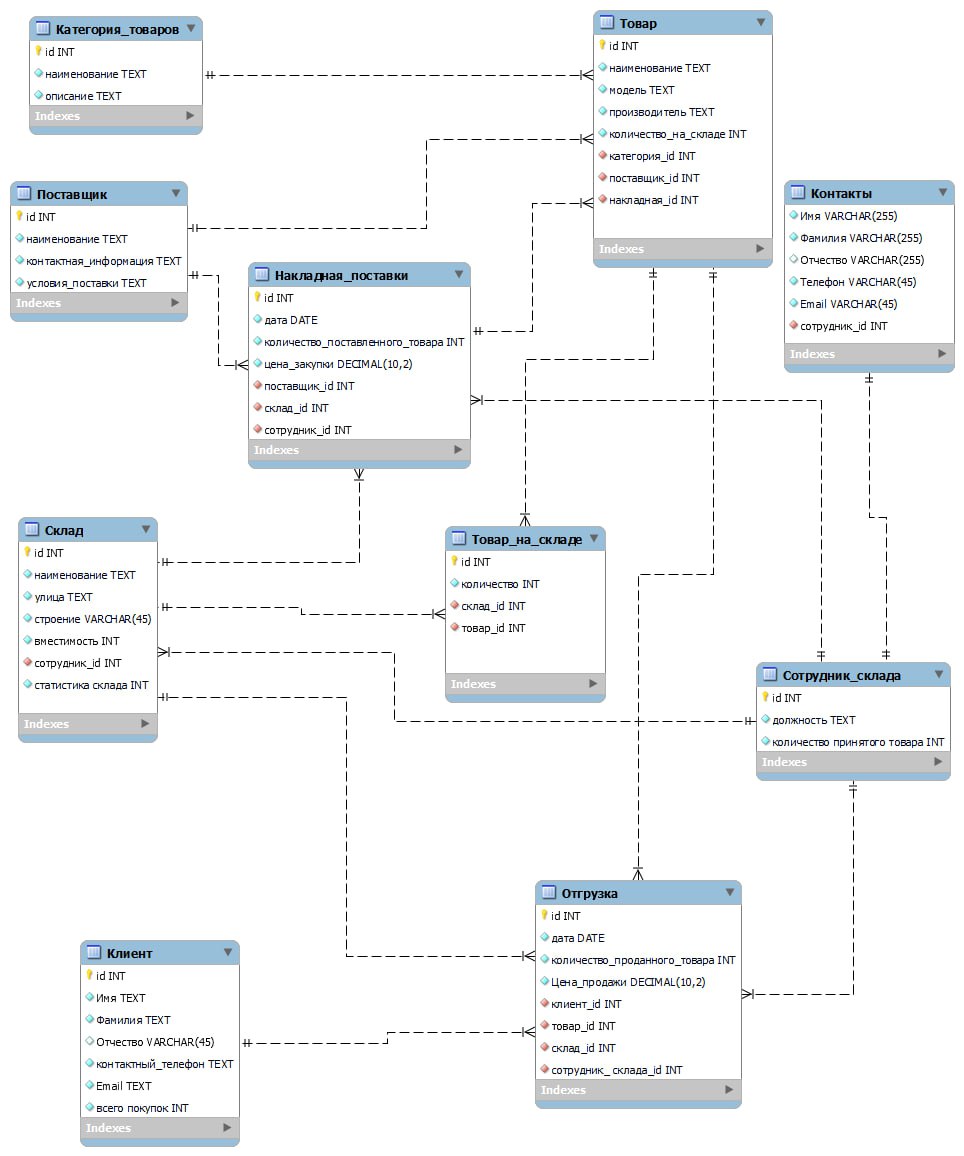 Категория_товаров
id INT
наименование TEXT
описание TEXT
Indexes
Товар
id INT
наименование TEXT
модель TEXT
производитель TEXT
количество_на_складе INT
категория_id INT
поставщик_id INT
накладная_id INT
Indexes
Поставщик
id INT
наименование TEXT
контактная_информация TEXT
условия_поставки TEXT
Indexes
Контакты
Имя VARCHAR(255)
Фамилия VARCHAR(255)
Отчество VARCHAR(255)
Телефон VARCHAR(45)
Email VARCHAR(45)
сотрудник_id INT
Indexes
Накладная_поставки
id INT
дата DATE
количество_поставленного_товара INT
цена_закупки DECIMAL(10,2)
поставщик_id INT
склад_id INT
сотрудник_id INT
Indexes
Склад
id INT
наименование TEXT
улица TEXT
строение VARCHAR(45)
вместимость INT
сотрудник_id INT
статистика склада INT
Indexes
Товар_на_складе
id INT
количество INT
склад_id INT
товар_id INT
Indexes
Сотрудник_склада
id INT
должность TEXT
количество принятого товара INT
Indexes
Отгрузка
id INT
дата DATE
количество_проданного_товара INT
Цена_продажи DECIMAL(10,2)
клиент_id INT
товар_id INT
склад_id INT
сотрудник_ склада_id INT
Indexes
Клиент
id INT
Имя TEXT
Фамилия TEXT
Отчество VARCHAR(45)
контактный_телефон TEXT
Email TEXT
всего покупок INT
Indexes